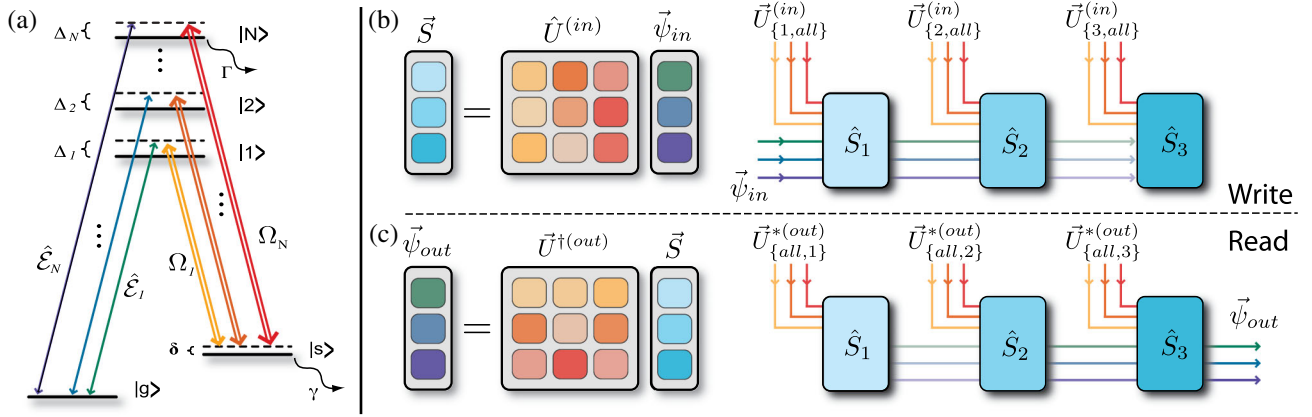 (a)
Δ_N {
|N>
Γ
⋮
Δ_2 {
|2>
Δ_1 {
|1>
⋮
⋮
Ê_N
Ê_1
Ω_1
Ω_N
δ {
|s>
γ
|g>
(b)
S⃗ = Û^(in) ψ⃗_in
U⃗^(in)_{1,all} U⃗^(in)_{2,all} U⃗^(in)_{3,all}
Ŝ_1 Ŝ_2 Ŝ_3
ψ⃗_in
Write
(c)
ψ⃗_out = U⃗^†(out) S⃗
U⃗^*(out)_{all,1} U⃗^*(out)_{all,2} U⃗^*(out)_{all,3}
Read
Ŝ_1 Ŝ_2 Ŝ_3
ψ⃗_out